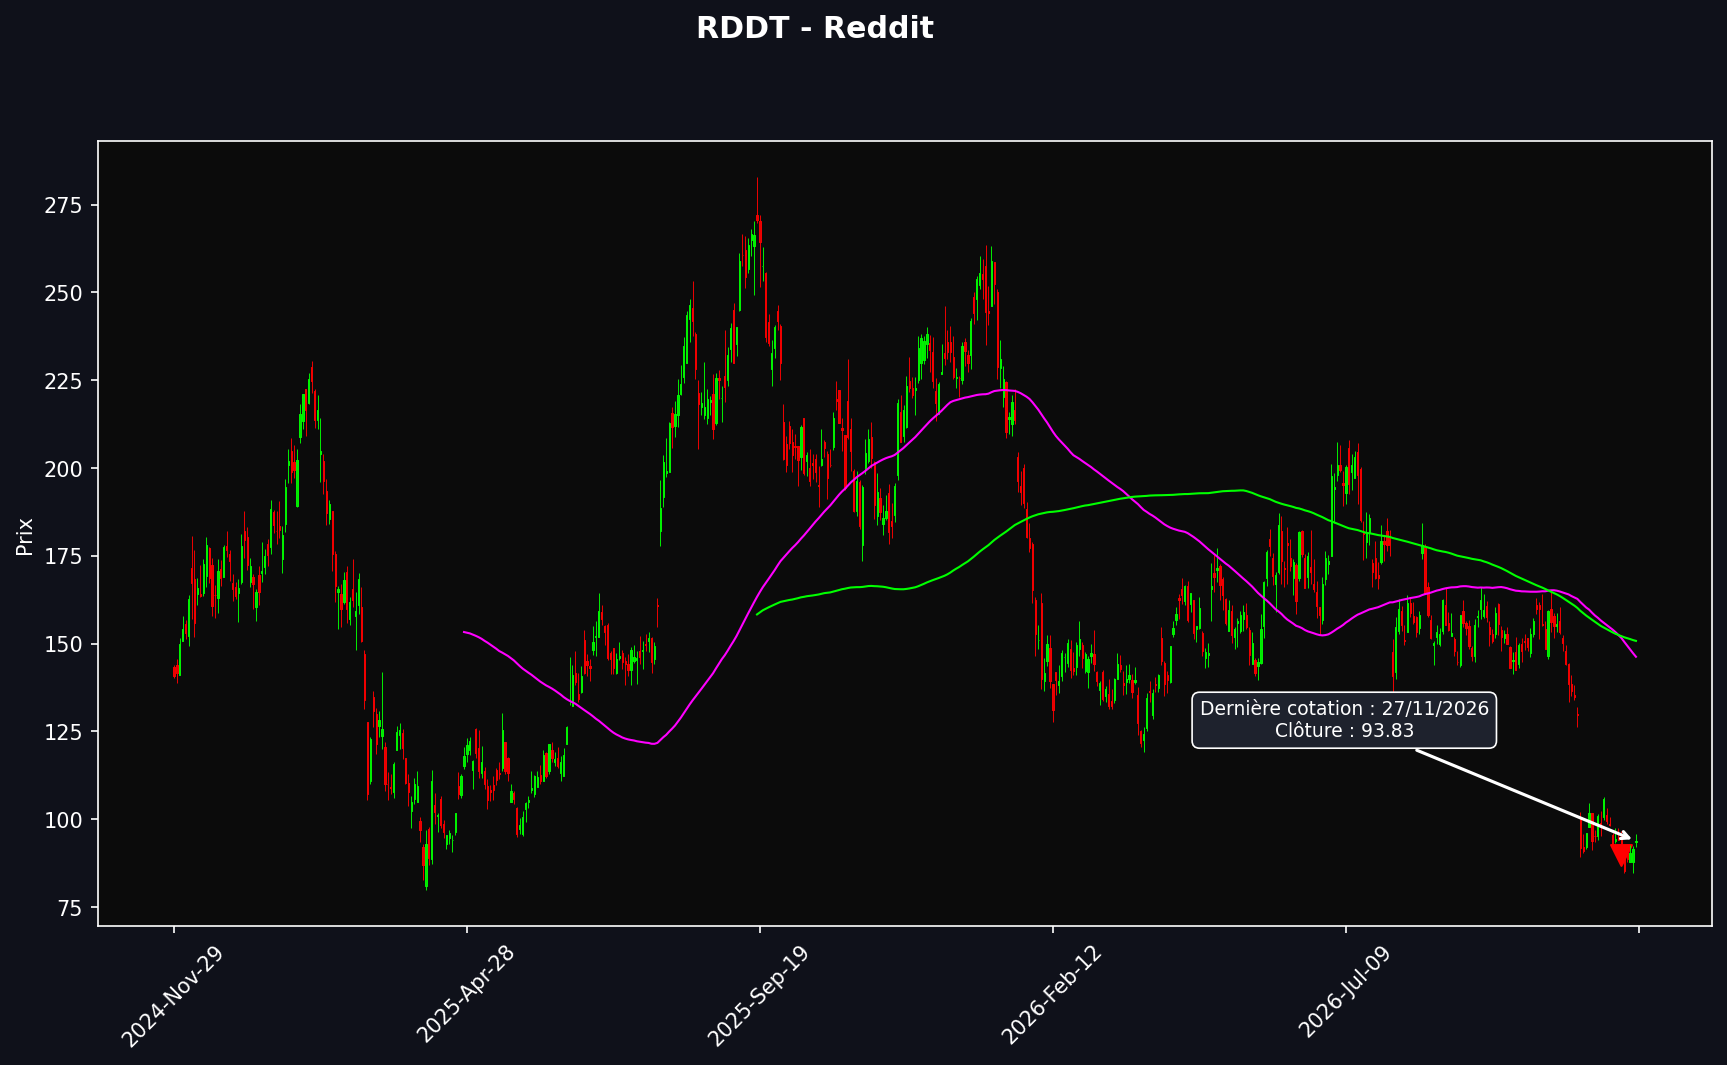 RDDT - Reddit
Prix
275
250
225
200
175
150
125
100
75
Dernière cotation : 27/11/2026
Clôture : 93.83
2024-Nov-29
2025-Apr-28
2025-Sep-19
2026-Feb-12
2026-Jul-09